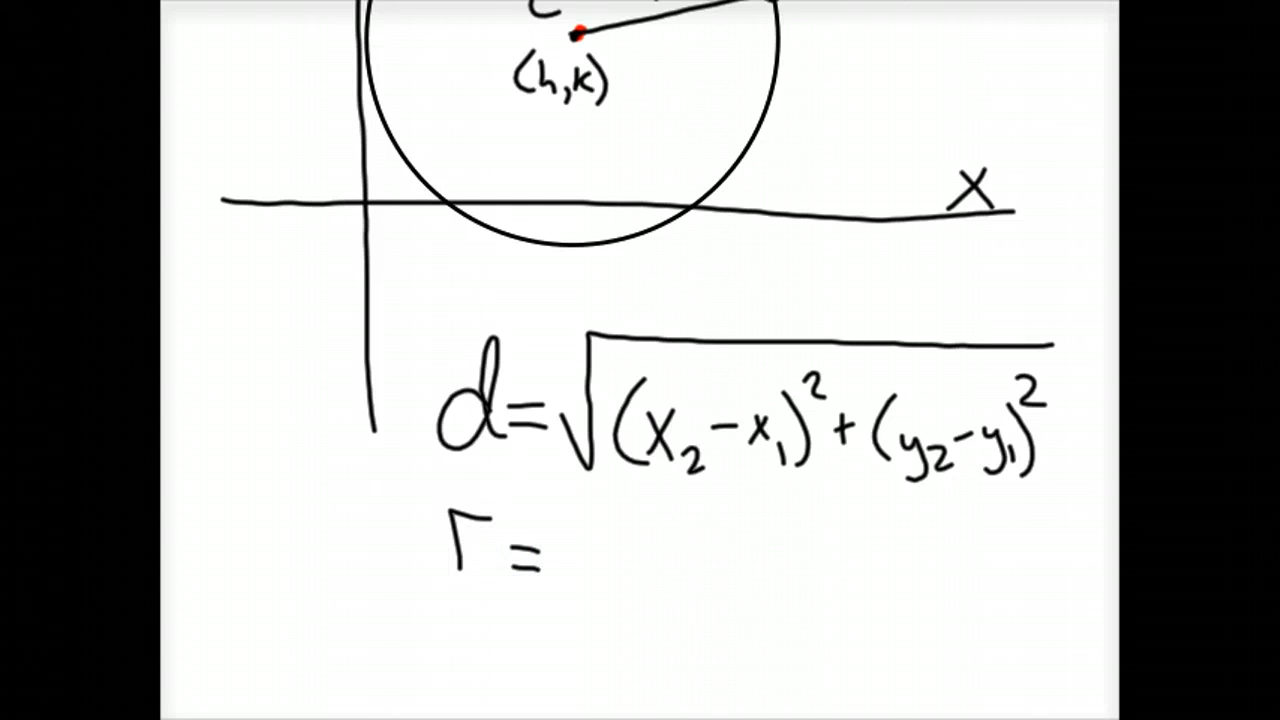 (h,k)
x
d=√(x₂-x₁)²+(y₂-y₁)²
r=